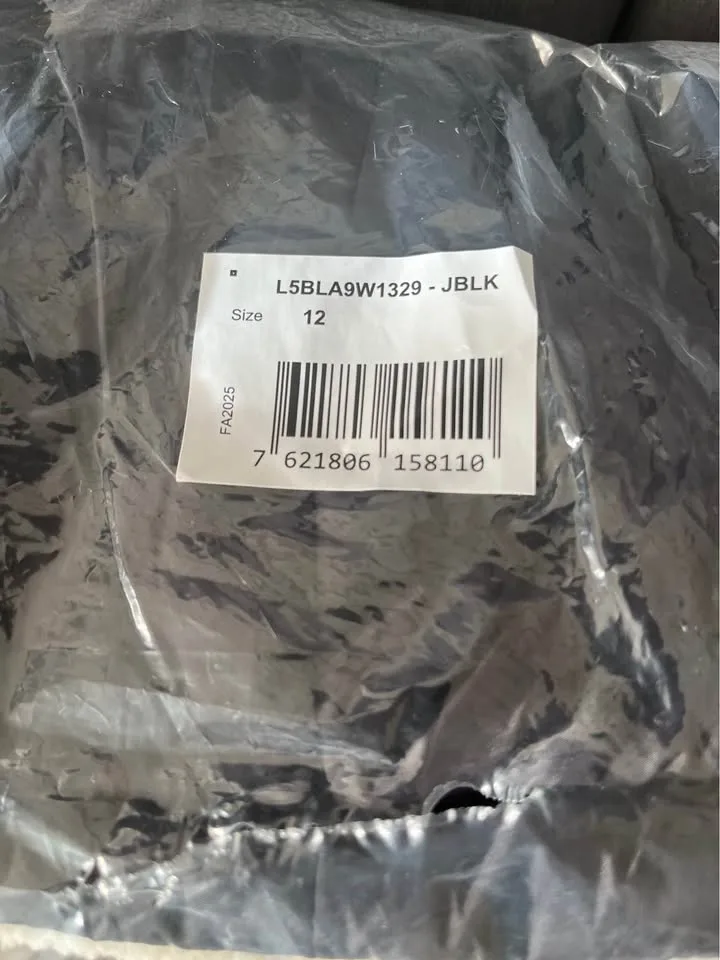 L5BLA9W1329 - JBLK
Size 12
FA2025
7 621806 158110